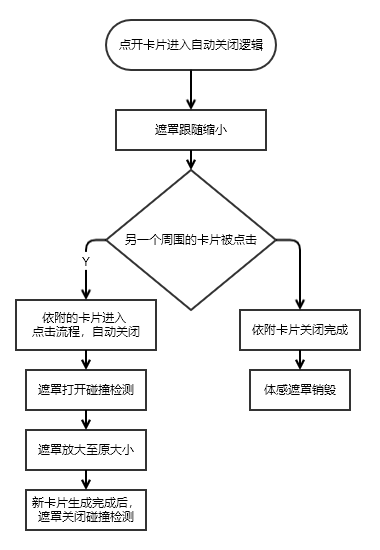 点开卡片进入自动关闭逻辑
遮罩跟随缩小
另一个周围的卡片被点击
Y
依附的卡片进入
点击流程，自动关闭
遮罩打开碰撞检测
遮罩放大至原大小
新卡片生成完成后，
遮罩关闭碰撞检测
依附卡片关闭完成
体感遮罩销毁